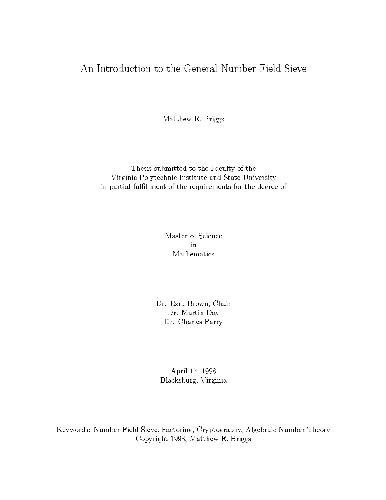 An Introduction to the General Number Field Sieve
Matthew E. Briggs
Thesis submitted to the Faculty of the
Virginia Polytechnic Institute and State University
in partial fulfillment of the requirements for the degree of
Master of Science
in
Mathematics
Dr. Ezra Brown, Chair
Dr. Martin Day
Dr. Charles Parry
April 1998
Blacksburg, Virginia
Keywords: Number Field Sieve, Factoring, Cryptography, Algebraic Number Theory
Copyright 1998, Matthew E. Briggs